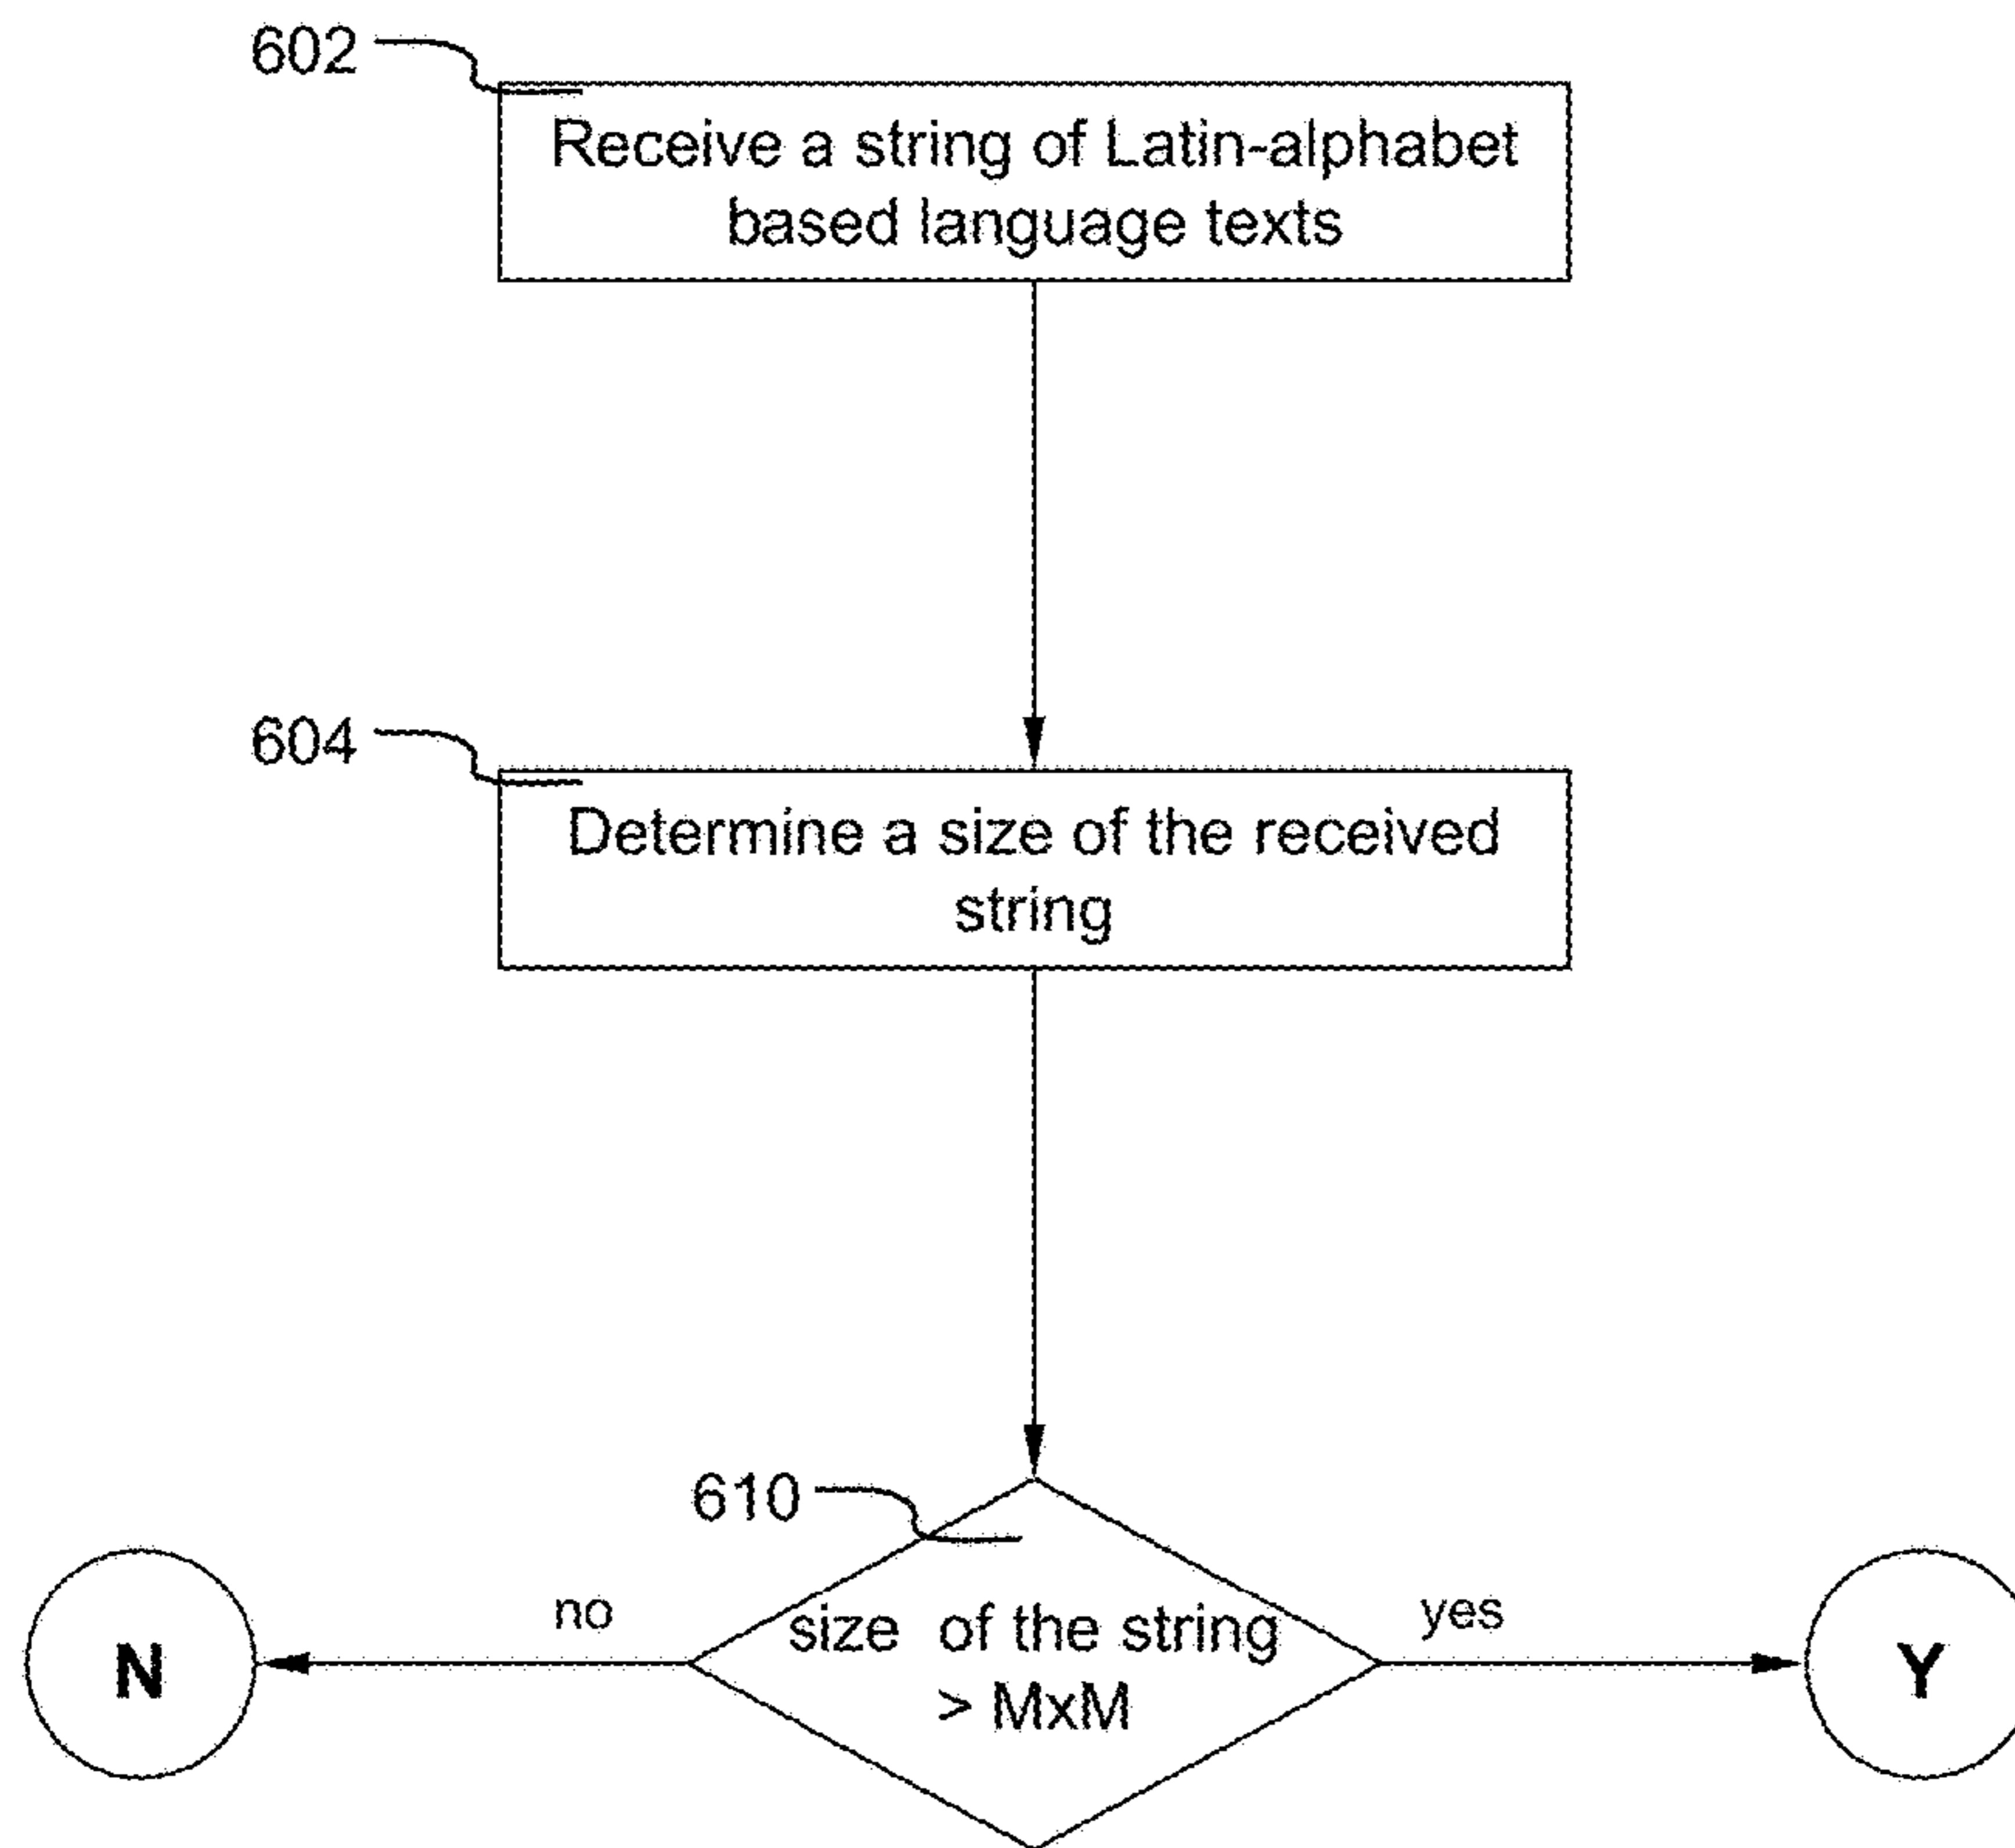 602
Receive a string of Latin-alphabet
based language texts
604
Determine a size of the received
string
610
no
size of the string
> MxM
yes
N
Y